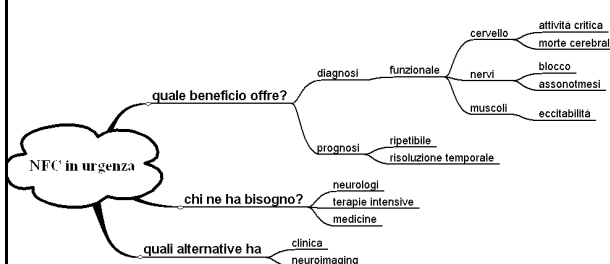 NFC in urgenza
quale beneficio offre?
diagnosi
funzionale
cervello
attività critica
morte cerebral
nervi
blocco
assonotmesi
muscoli
eccitabilità
prognosi
ripetibile
risoluzione temporale
chi ne ha bisogno?
neurologi
terapie intensive
medicine
quali alternative ha
clinica
neuroimaging